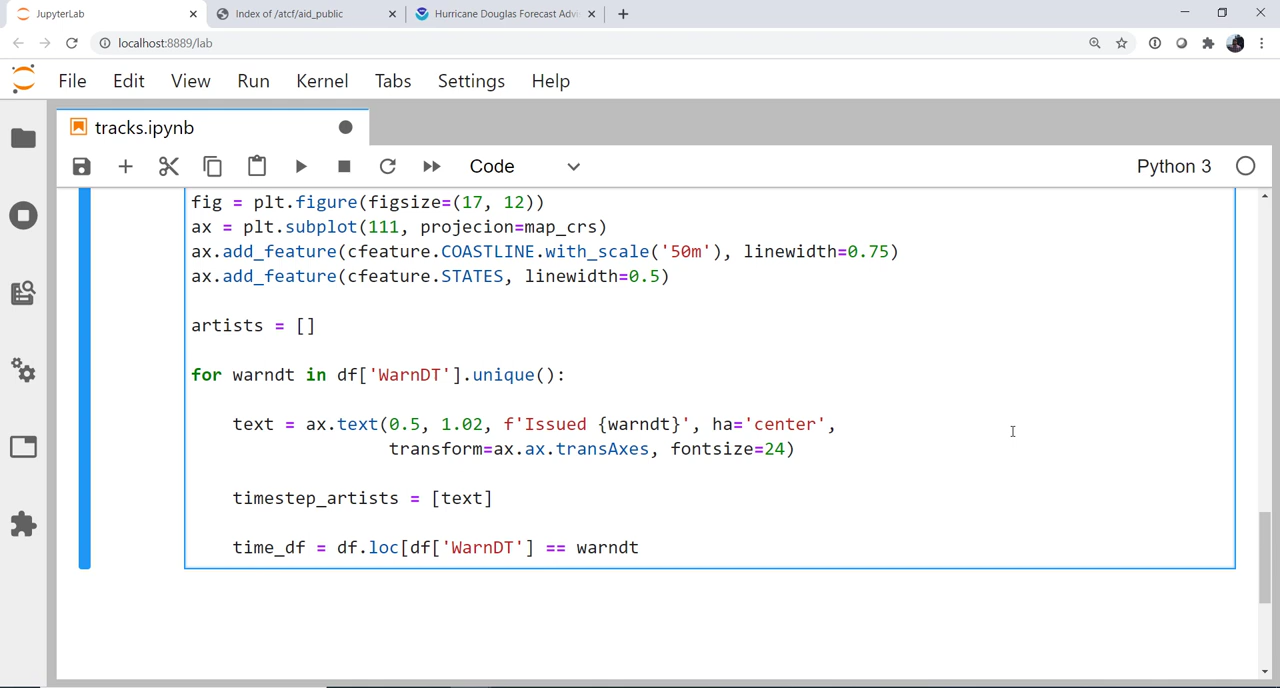 JupyterLab
Index of /atcf/aid_public
Hurricane Douglas Forecast Advi
localhost:8889/lab
File Edit View Run Kernel Tabs Settings Help
tracks.ipynb
Code
Python 3
fig = plt.figure(figsize=(17, 12))
ax = plt.subplot(111, projecion=map_crs)
ax.add_feature(cfeature.COASTLINE.with_scale('50m'), linewidth=0.75)
ax.add_feature(cfeature.STATES, linewidth=0.5)
artists = []
for warndt in df['WarnDT'].unique():
text = ax.text(0.5, 1.02, f'Issued {warndt}', ha='center',
transform=ax.ax.transAxes, fontsize=24)
timestep_artists = [text]
time_df = df.loc[df['WarnDT'] == warndt